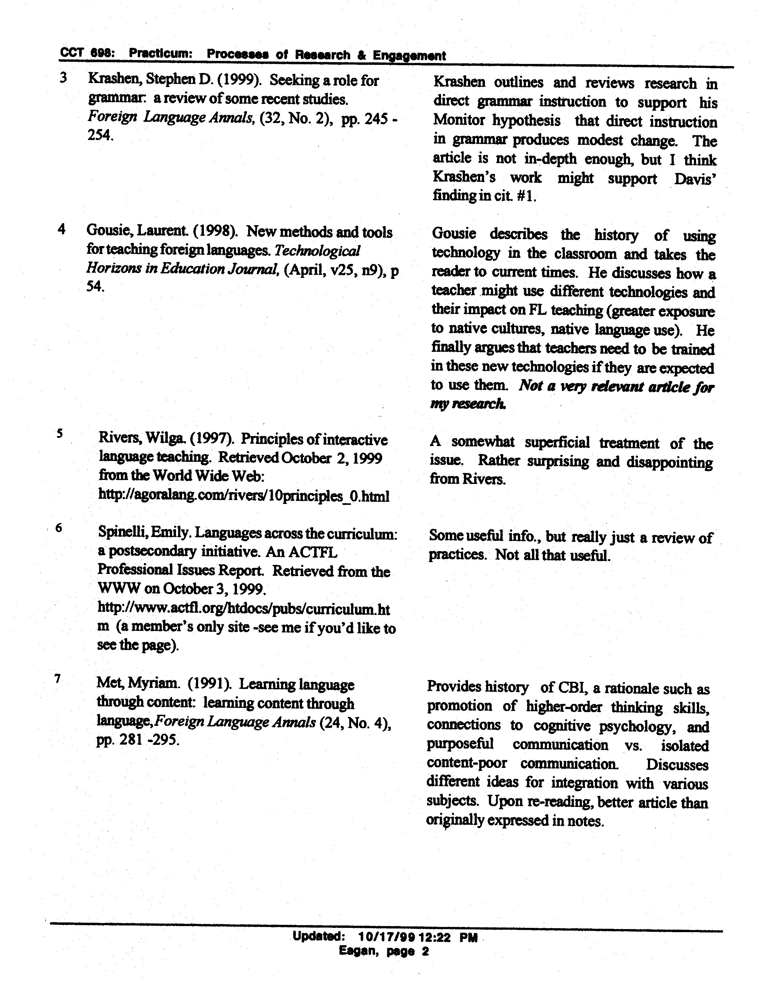 CCT 698: Practicum: Processes of Research & Engagement
3 Krashen, Stephen D. (1999). Seeking a role for
grammar: a review of some recent studies.
Foreign Language Annals, (32, No. 2), pp. 245 -
254.
Krashen outlines and reviews research in
direct grammar instruction to support his
Monitor hypothesis that direct instruction
in grammar produces modest change. The
article is not in-depth enough, but I think
Krashen's work might support Davis'
finding in cit. #1.
4 Gousie, Laurent. (1998). New methods and tools
for teaching foreign languages. Technological
Horizons in Education Journal, (April, v25, n9), p
54.
Gousie describes the history of using
technology in the classroom and takes the
reader to current times. He discusses how a
teacher might use different technologies and
their impact on FL teaching (greater exposure
to native cultures, native language use). He
finally argues that teachers need to be trained
in these new technologies if they are expected
to use them. Not a very relevant article for
my research.
5 Rivers, Wilga. (1997). Principles of interactive
language teaching. Retrieved October 2, 1999
from the World Wide Web:
http://agoralang.com/rivers/10principles_0.html
A somewhat superficial treatment of the
issue. Rather surprising and disappointing
from Rivers.
6 Spinelli, Emily. Languages across the curriculum:
a postsecondary initiative. An ACTFL
Professional Issues Report. Retrieved from the
WWW on October 3, 1999.
http://www.actfl.org/htdocs/pubs/curriculum.ht
m (a member's only site -see me if you'd like to
see the page).
Some useful info., but really just a review of
practices. Not all that useful.
7 Met, Myriam. (1991). Learning language
through content: learning content through
language, Foreign Language Annals (24, No. 4),
pp. 281 -295.
Provides history of CBI, a rationale such as
promotion of higher-order thinking skills,
connections to cognitive psychology, and
purposeful communication vs. isolated
content-poor communication. Discusses
different ideas for integration with various
subjects. Upon re-reading, better article than
originally expressed in notes.
Updated: 10/17/99 12:22 PM
Eagan, page 2